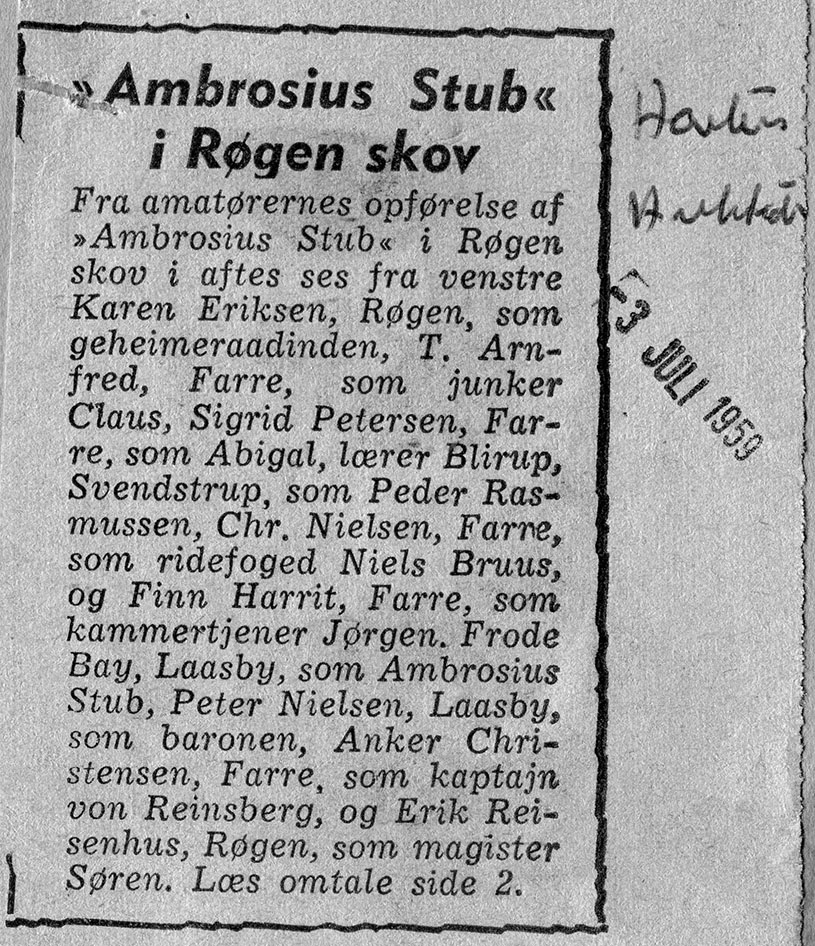 »Ambrosius Stub«
i Røgen skov
Fra amatørernes opførelse af
»Ambrosius Stub« i Røgen
skov i aftes ses fra venstre
Karen Eriksen, Røgen, som
geheimeraadinden, T. Arn-
fred, Farre, som junker
Claus, Sigrid Petersen, Far-
re, som Abigal, lærer Blirup,
Svendstrup, som Peder Ras-
mussen, Chr. Nielsen, Farre,
som ridefoged Niels Bruus,
og Finn Harrit, Farre, som
kammertjener Jørgen. Frode
Bay, Laasby, som Ambrosius
Stub, Peter Nielsen, Laasby,
som baronen, Anker Chri-
stensen, Farre, som kaptajn
von Reinsberg, og Erik Rei-
senhus, Røgen, som magister
Søren. Læs omtale side 2.
-3 JULI 1959